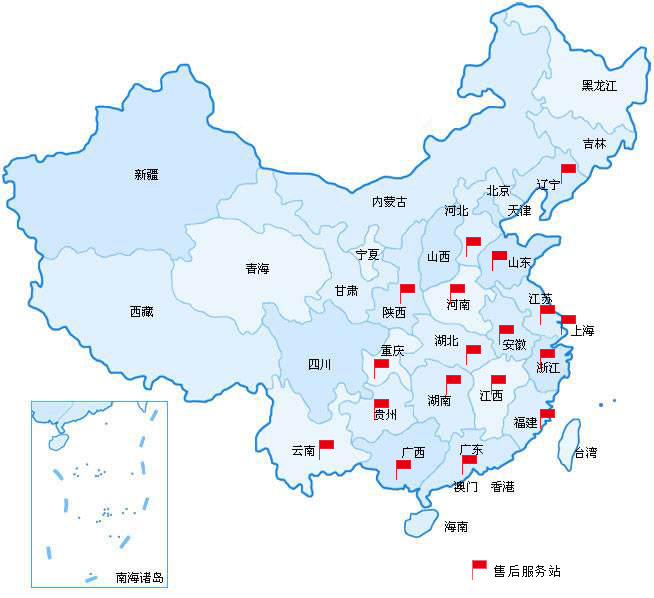 黑龙江
吉林
新疆
辽宁
北京
内蒙古
河北
天津
宁夏
山西
山东
青海
甘肃
西藏
陕西
河南
江苏
上海
湖北
安徽
重庆
四川
浙江
湖南
江西
贵州
福建
云南
广西
广东
台湾
澳门
香港
海南
南海诸岛
售后服务站